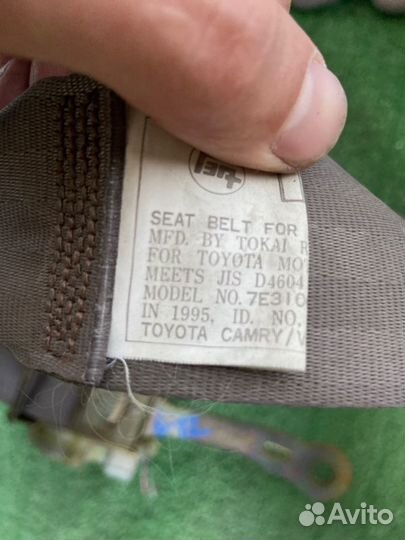 SEAT BELT FOR
MFD. BY TOKAI R
FOR TOYOTA MO
MEETS JIS D4604
MODEL NO. 7E310
IN 1995, ID. NO.
TOYOTA CAMRY/V
Avito